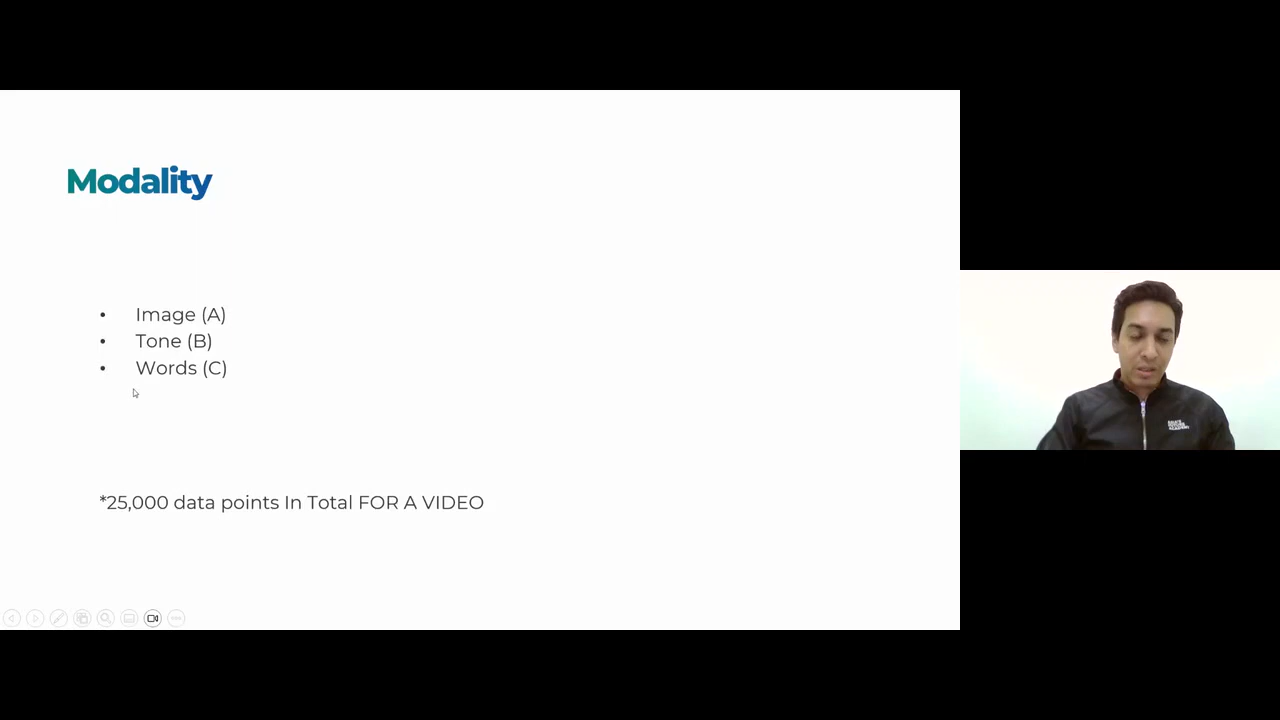 Modality
• Image (A)
• Tone (B)
• Words (C)
*25,000 data points In Total FOR A VIDEO